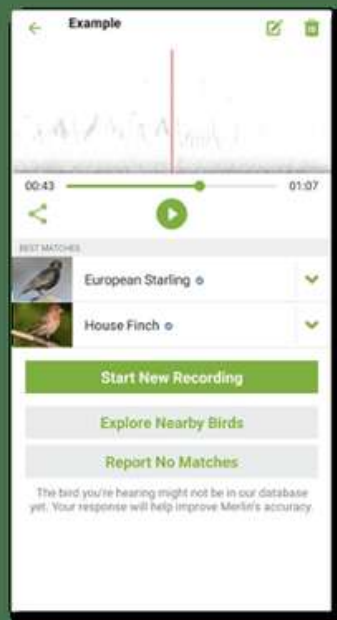 Example
00:43 01:07
BEST MATCHES
European Starling
House Finch
Start New Recording
Explore Nearby Birds
Report No Matches
The bird you're hearing might not be in our database
yet. Your response will help improve Merlin's accuracy.